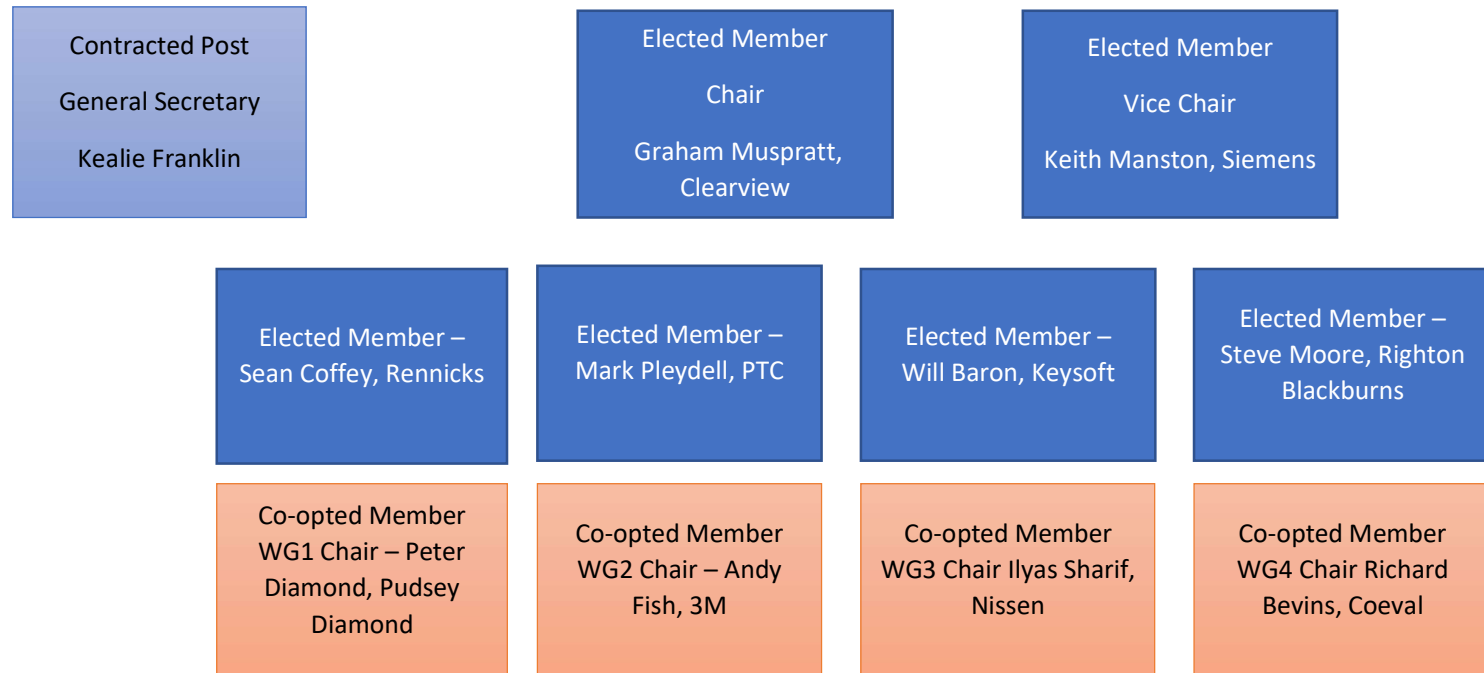 Contracted Post
General Secretary
Kealie Franklin
Elected Member
Chair
Graham Muspratt,
Clearview
Elected Member
Vice Chair
Keith Manston, Siemens
Elected Member –
Sean Coffey, Rennicks
Elected Member –
Mark Pleydell, PTC
Elected Member –
Will Baron, Keysoft
Elected Member –
Steve Moore, Righton
Blackburns
Co-opted Member
WG1 Chair – Peter
Diamond, Pudsey
Diamond
Co-opted Member
WG2 Chair – Andy
Fish, 3M
Co-opted Member
WG3 Chair Ilyas Sharif,
Nissen
Co-opted Member
WG4 Chair Richard
Bevins, Coeval